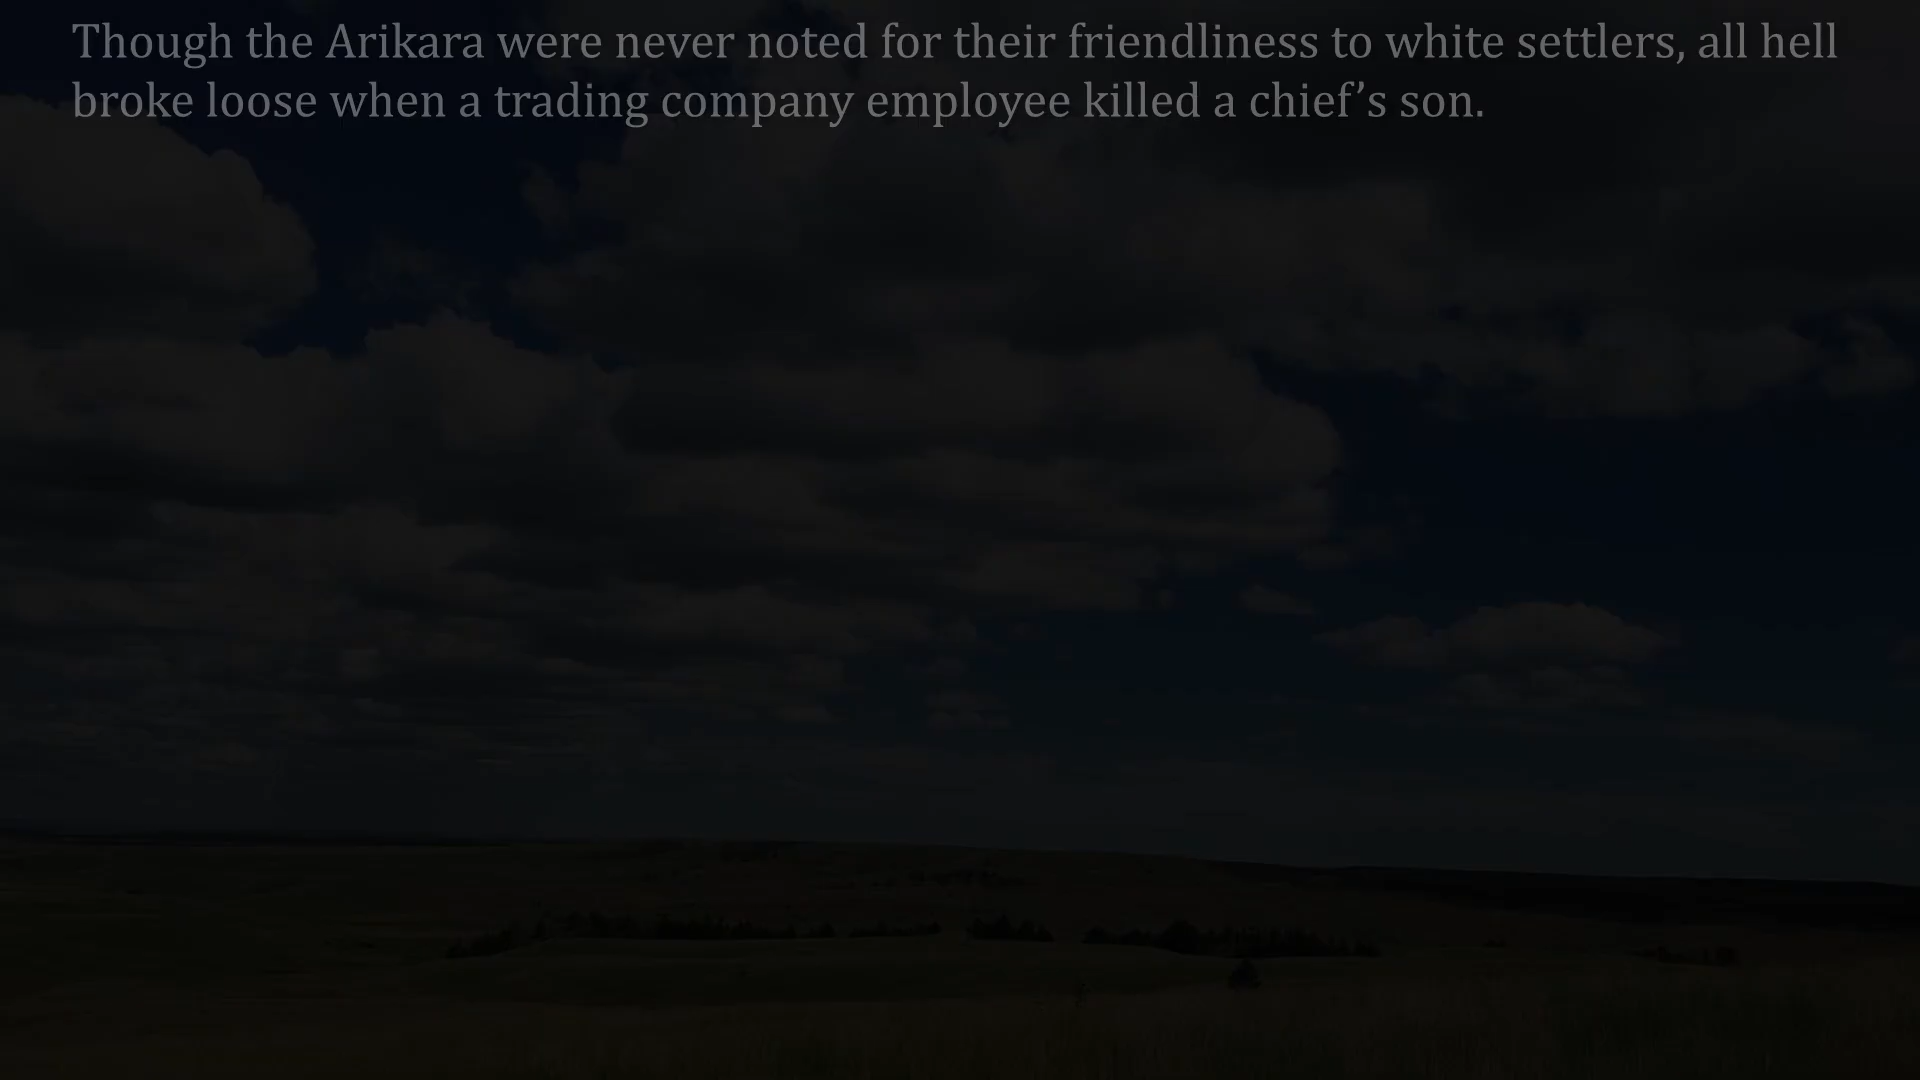 Though the Arikara were never noted for their friendliness to white settlers, all hell
broke loose when a trading company employee killed a chief’s son.